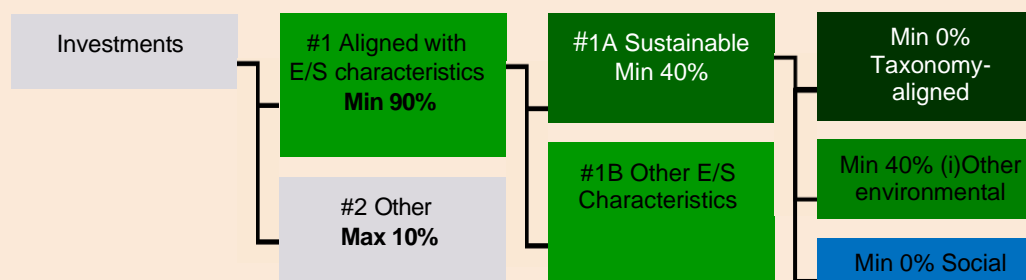 Investments
#1 Aligned with
E/S characteristics
Min 90%
#2 Other
Max 10%
#1A Sustainable
Min 40%
#1B Other E/S
Characteristics
Min 0%
Taxonomy-
aligned
Min 40% (i)Other
environmental
Min 0% Social